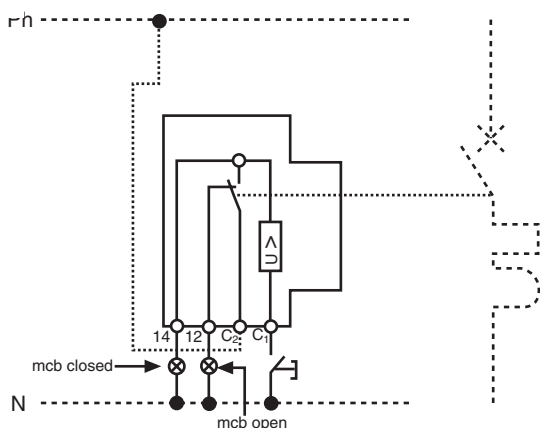 Ph
U >
14 12 C₂ C₁
mcb closed
N
mcb open